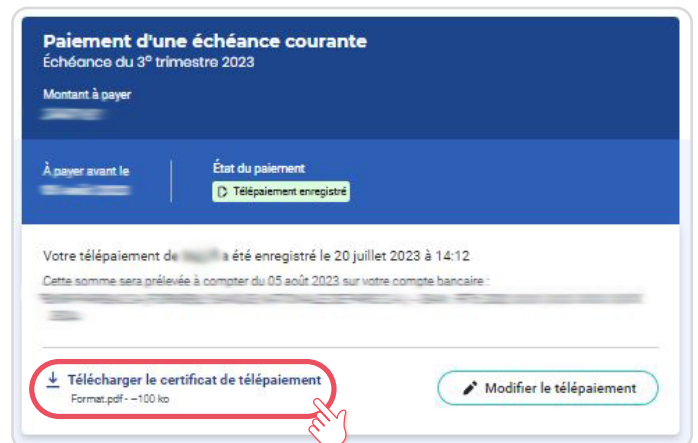 Paiement d'une échéance courante
Échéance du 3e trimestre 2023
Montant à payer
À payer avant le
État du paiement
Télépaiement enregistré
Votre télépaiement de a été enregistré le 20 juillet 2023 à 14:12
Cette somme sera prélevée à compter du 05 août 2023 sur votre compte bancaire :
Télécharger le certificat de télépaiement
Format.pdf - ~100 ko
Modifier le télépaiement